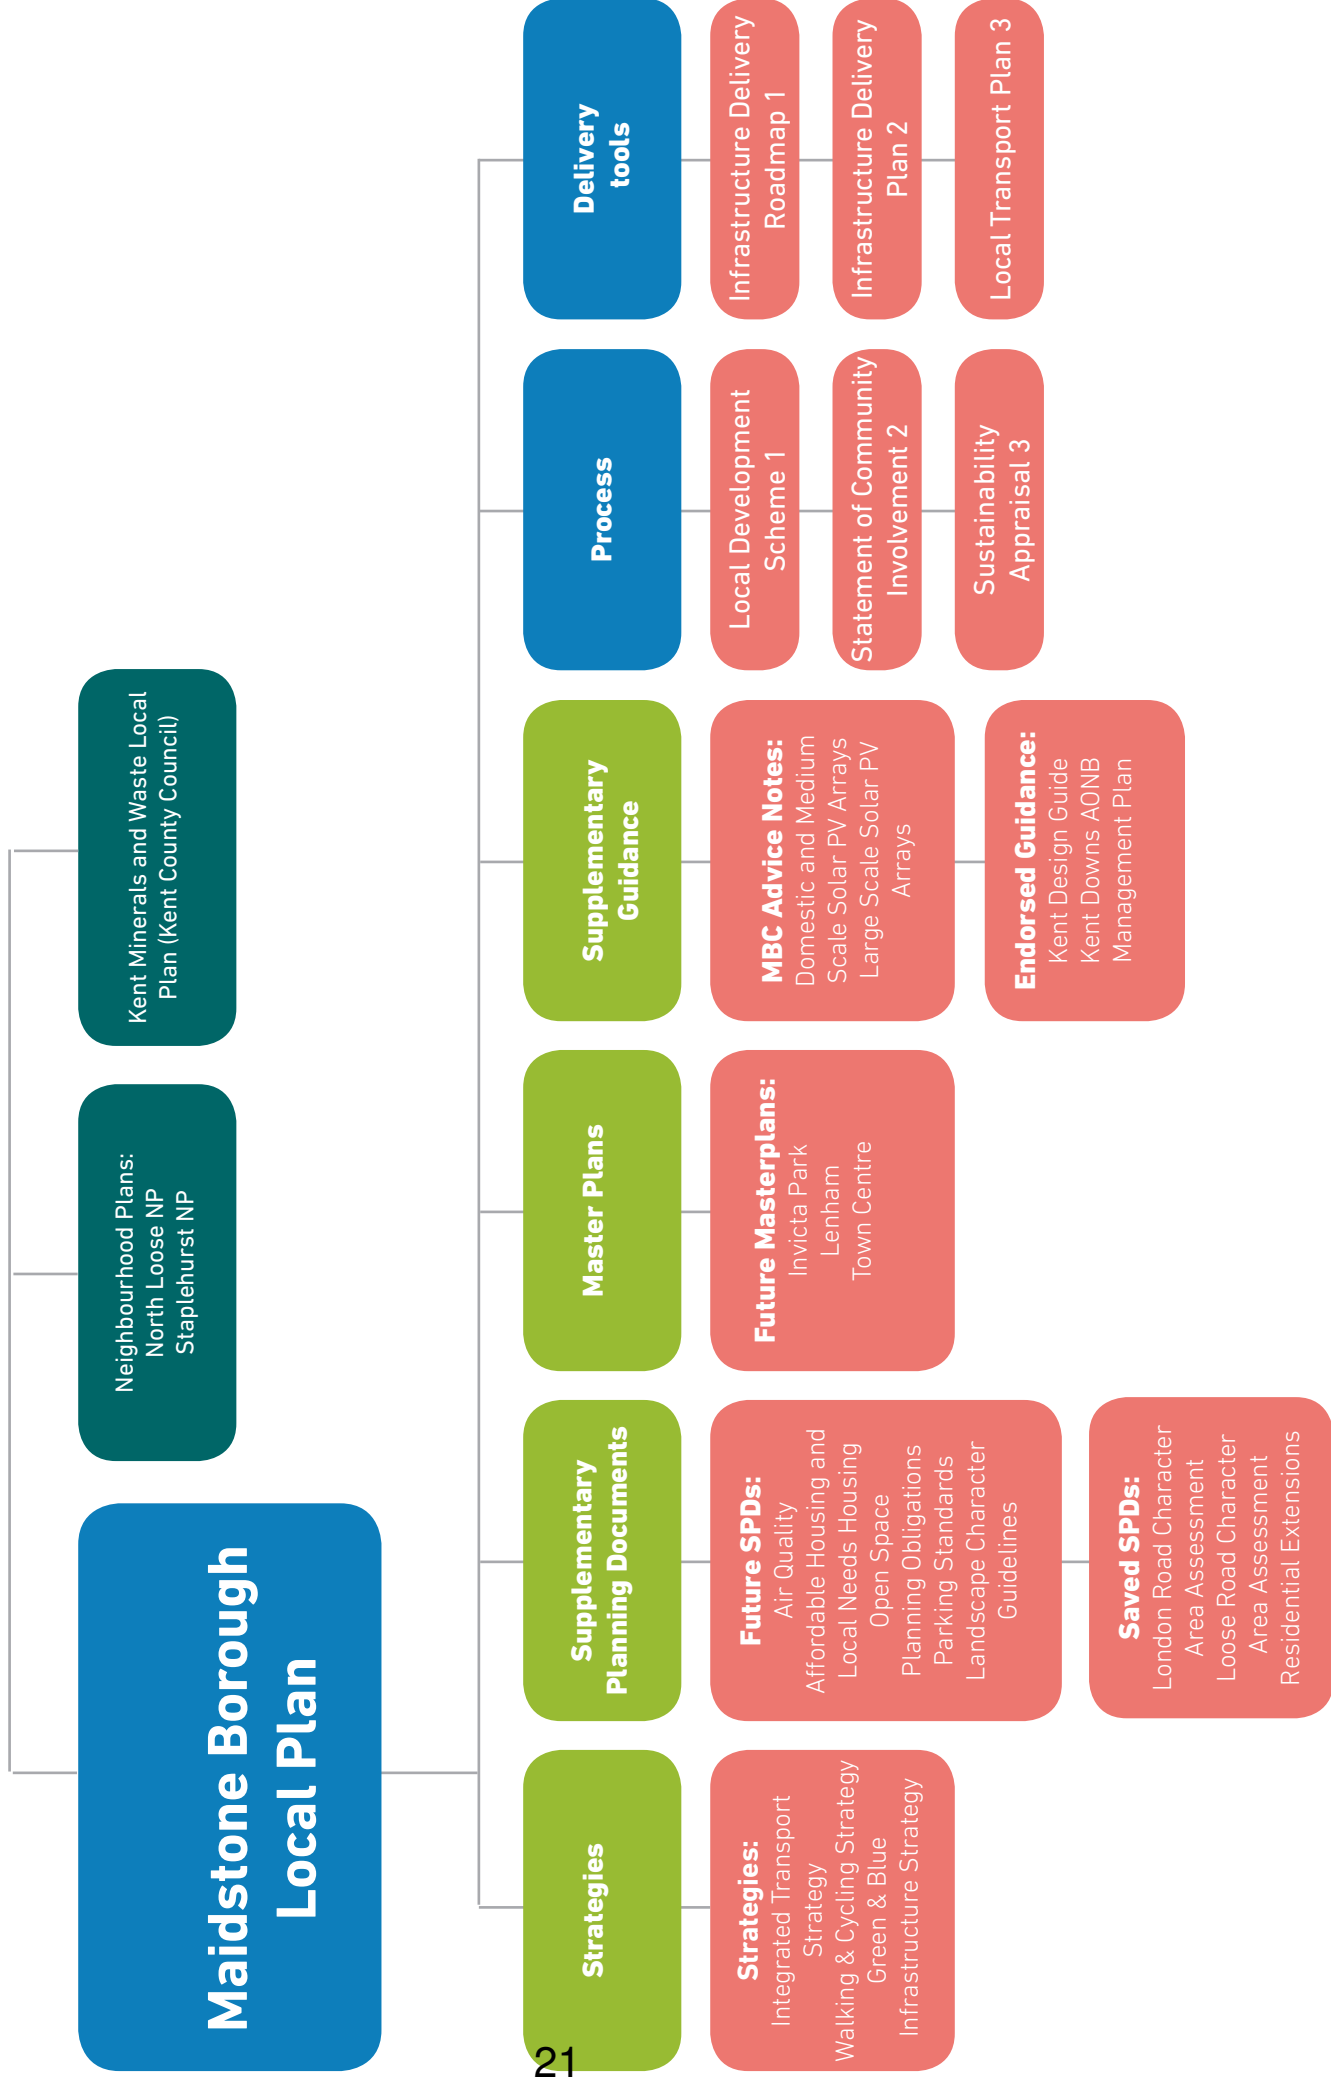 Maidstone Borough
Local Plan
Neighbourhood Plans:
North Loose NP
Staplehurst NP
Kent Minerals and Waste Local
Plan (Kent County Council)
Strategies
Strategies:
Integrated Transport
Strategy
Walking & Cycling Strategy
Green & Blue
Infrastructure Strategy
Supplementary
Planning Documents
Future SPDs:
Air Quality
Affordable Housing and
Local Needs Housing
Open Space
Planning Obligations
Parking Standards
Landscape Character
Guidelines
Saved SPDs:
London Road Character
Area Assessment
Loose Road Character
Area Assessment
Residential Extensions
Master Plans
Future Masterplans:
Invicta Park
Lenham
Town Centre
Supplementary
Guidance
MBC Advice Notes:
Domestic and Medium
Scale Solar PV Arrays
Large Scale Solar PV
Arrays
Endorsed Guidance:
Kent Design Guide
Kent Downs AONB
Management Plan
Process
Local Development
Scheme 1
Statement of Community
Involvement 2
Sustainability
Appraisal 3
Delivery
tools
Infrastructure Delivery
Roadmap 1
Infrastructure Delivery
Plan 2
Local Transport Plan 3
21